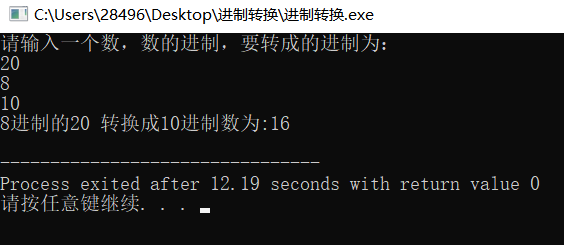 C:\Users\28496\Desktop\进制转换\进制转换.exe
请输入一个数，数的进制，要转成的进制为：
20
8
10
8进制的20 转换成10进制数为:16
--------------------------------
Process exited after 12.19 seconds with return value 0
请按任意键继续. . .